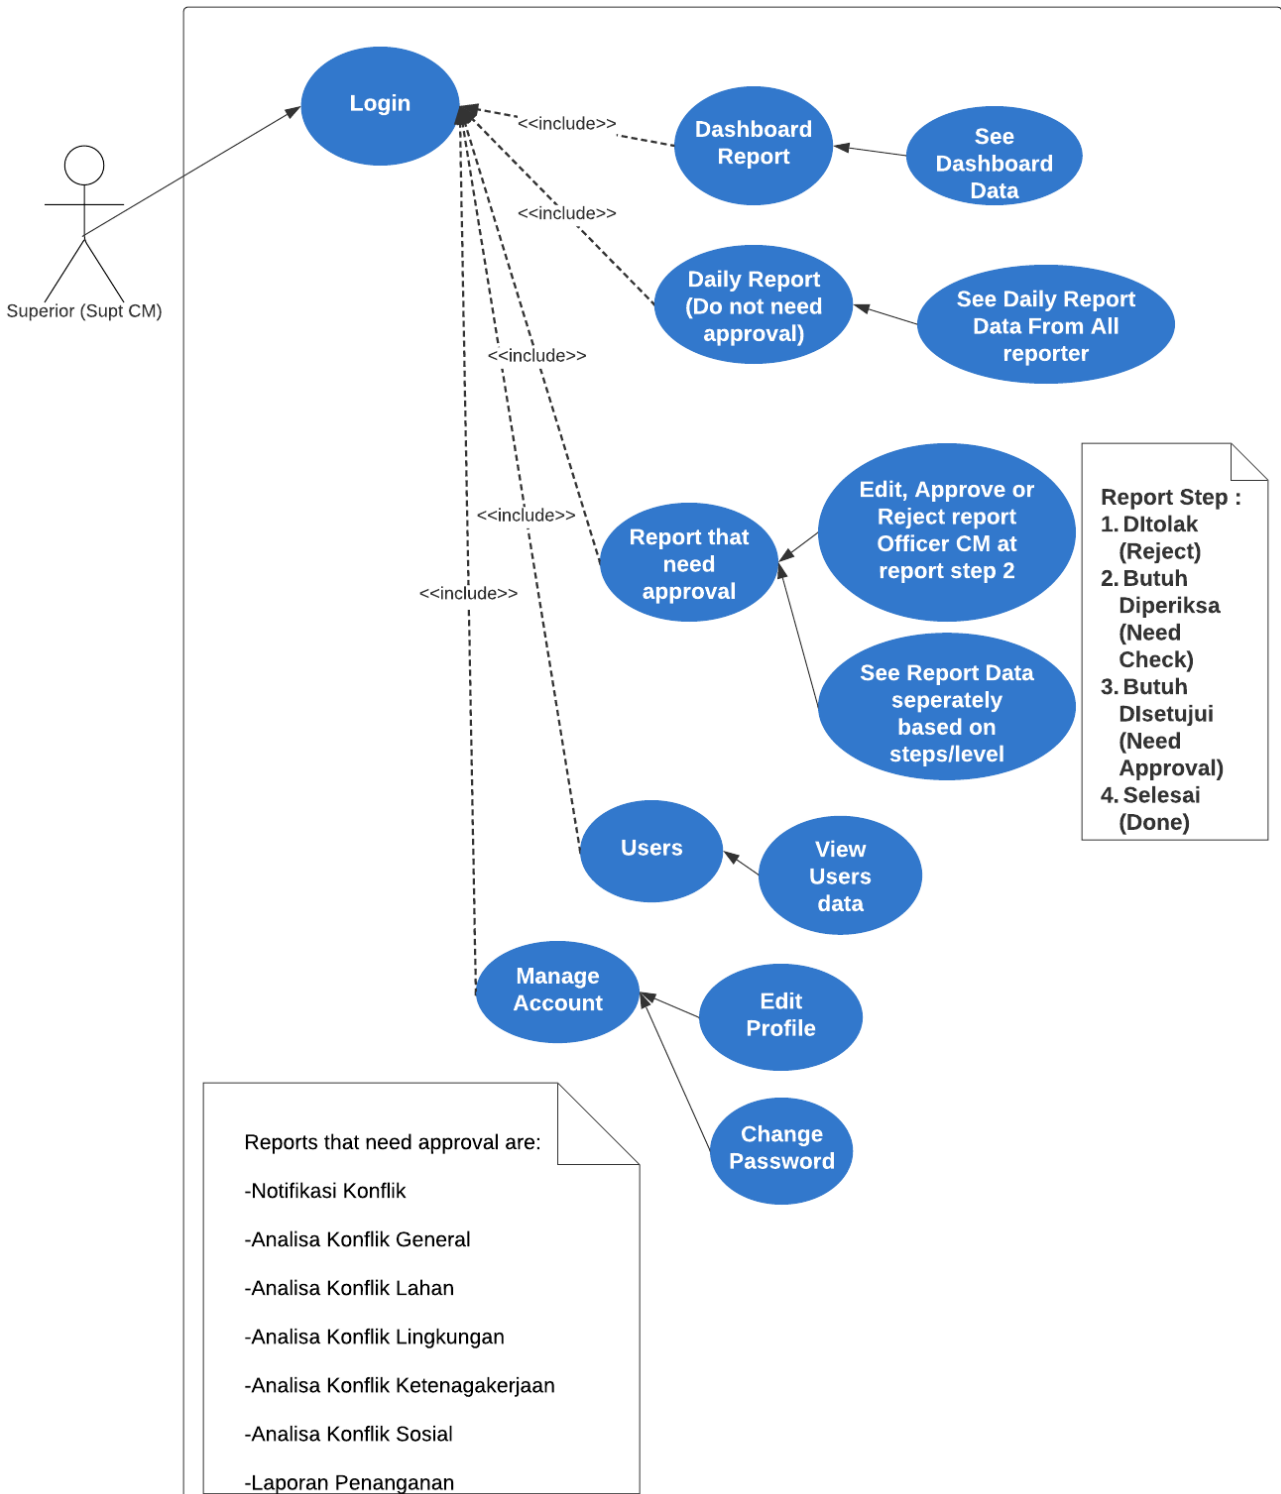 Login
<<include>>
Dashboard
Report
See
Dashboard
Data
Superior (Supt CM)
<<include>>
Daily Report
(Do not need
approval)
See Daily Report
Data From All
reporter
<<include>>
Report that
need
approval
Edit, Approve or
Reject report
Officer CM at
report step 2
See Report Data
seperately
based on
steps/level
Report Step :
1. DItolak
(Reject)
2. Butuh
Diperiksa
(Need
Check)
3. Butuh
DIsetujui
(Need
Approval)
4. Selesai
(Done)
<<include>>
<<include>>
Users
View
Users
data
Manage
Account
Edit
Profile
Change
Password
Reports that need approval are:
-Notifikasi Konflik
-Analisa Konflik General
-Analisa Konflik Lahan
-Analisa Konflik Lingkungan
-Analisa Konflik Ketenagakerjaan
-Analisa Konflik Sosial
-Laporan Penanganan